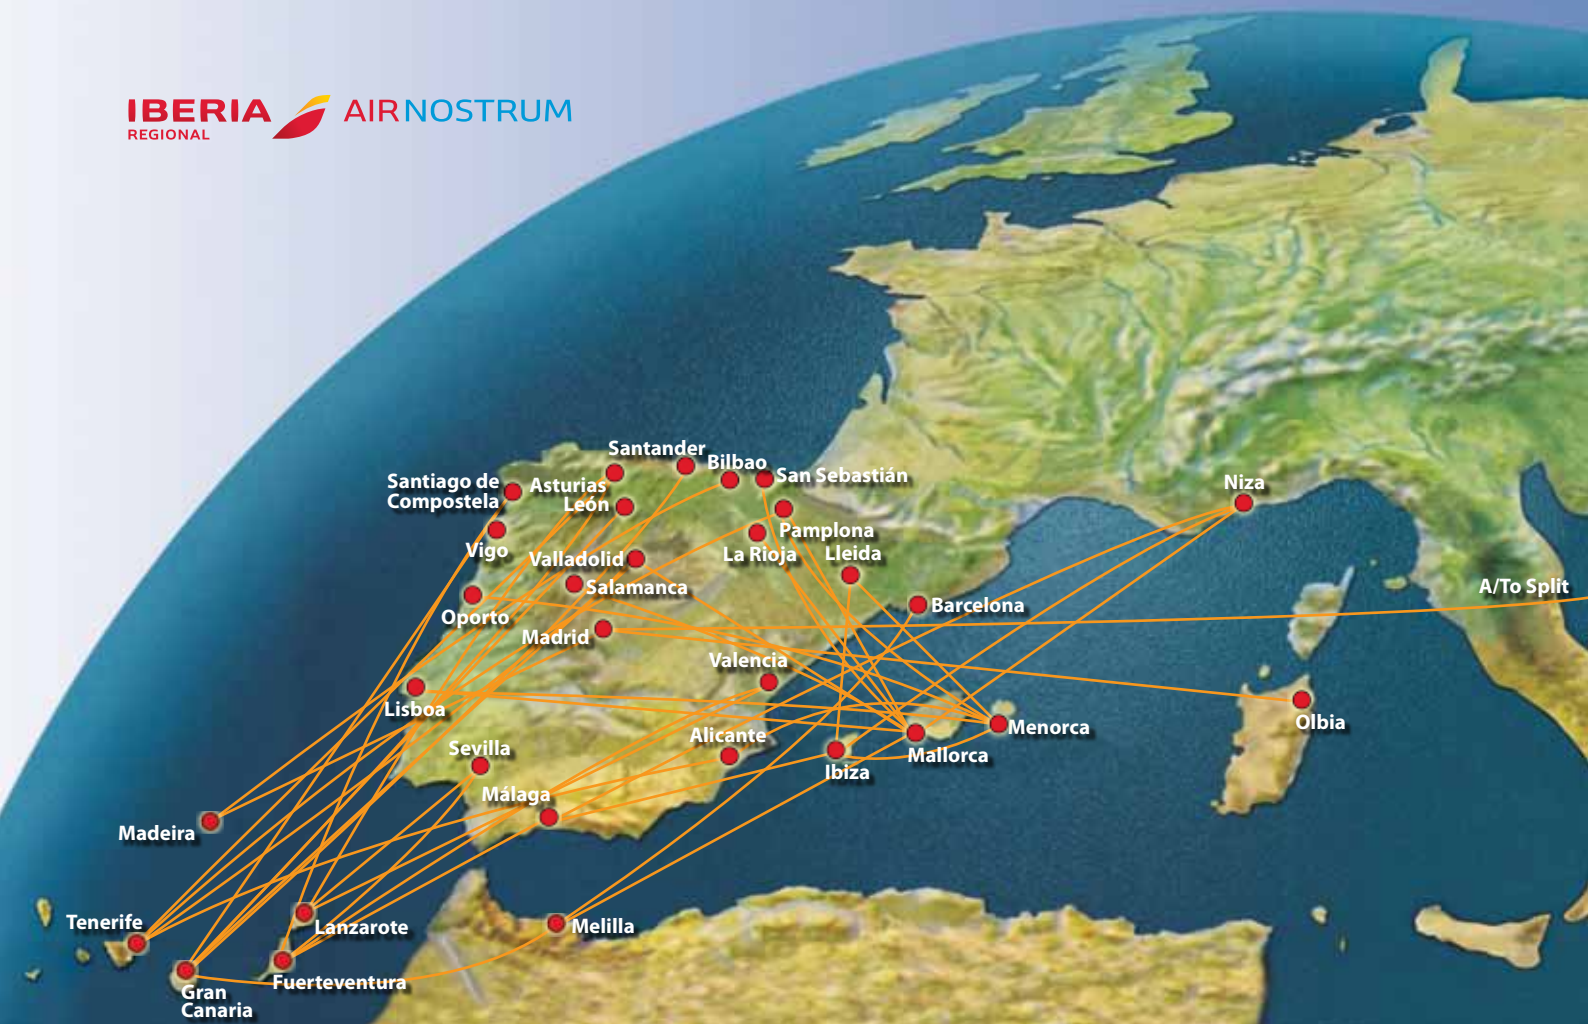 IBERIA
REGIONAL
AIRNOSTRUM
Santander
Bilbao
San Sebastián
Santiago de
Compostela
Asturias
León
Niza
Vigo
Pamplona
La Rioja
Lleida
Valladolid
Salamanca
A/To Split
Oporto
Barcelona
Madrid
Valencia
Lisboa
Olbia
Menorca
Alicante
Sevilla
Mallorca
Ibiza
Málaga
Madeira
Tenerife
Lanzarote
Melilla
Fuerteventura
Gran
Canaria